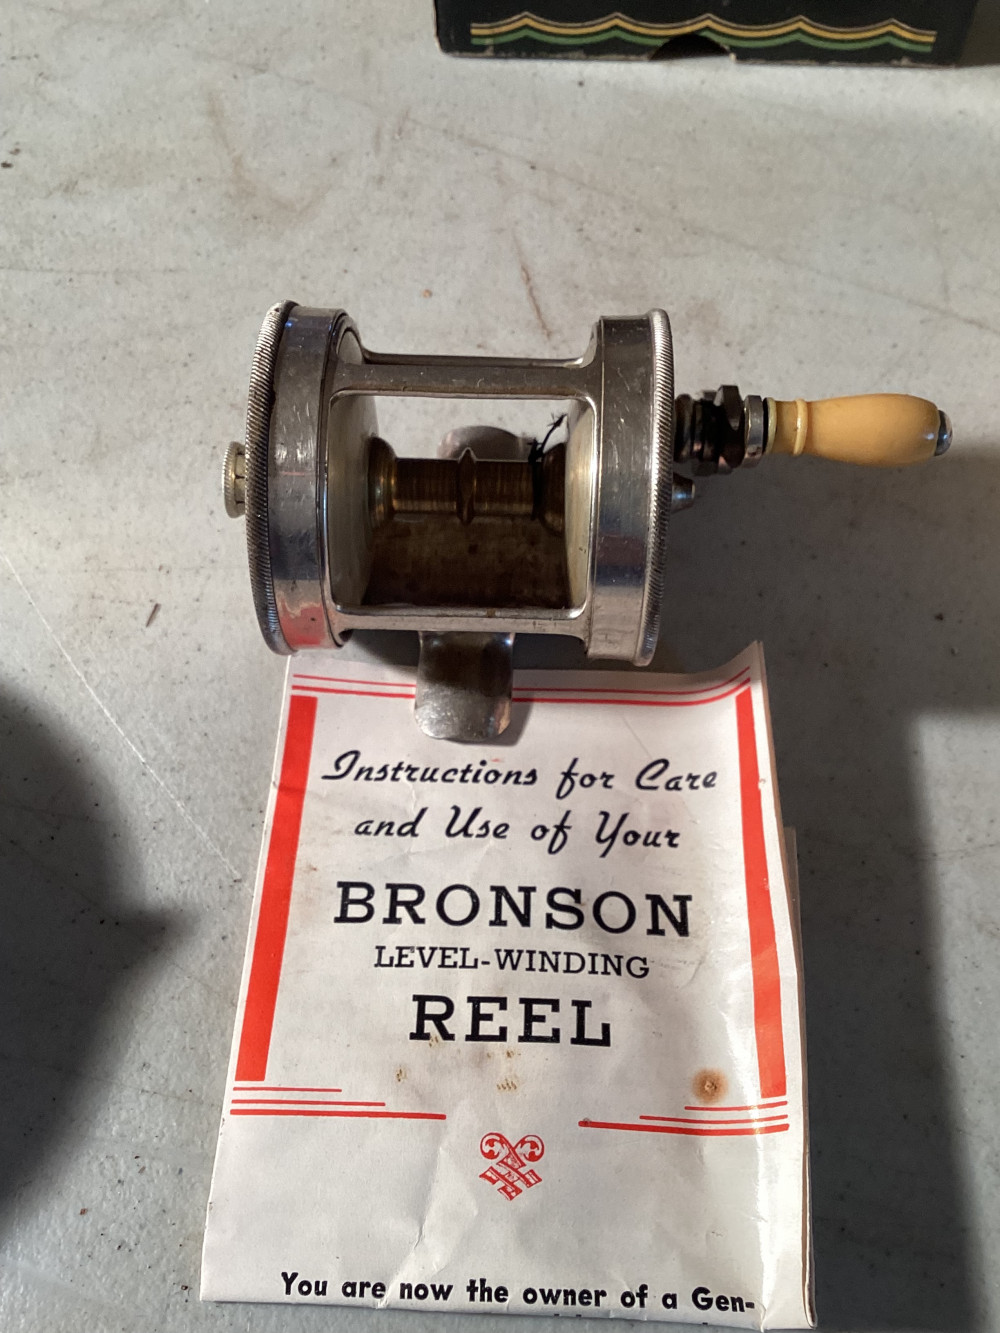 Instructions for Care
and Use of Your
BRONSON
LEVEL-WINDING
REEL
You are now the owner of a Gen-